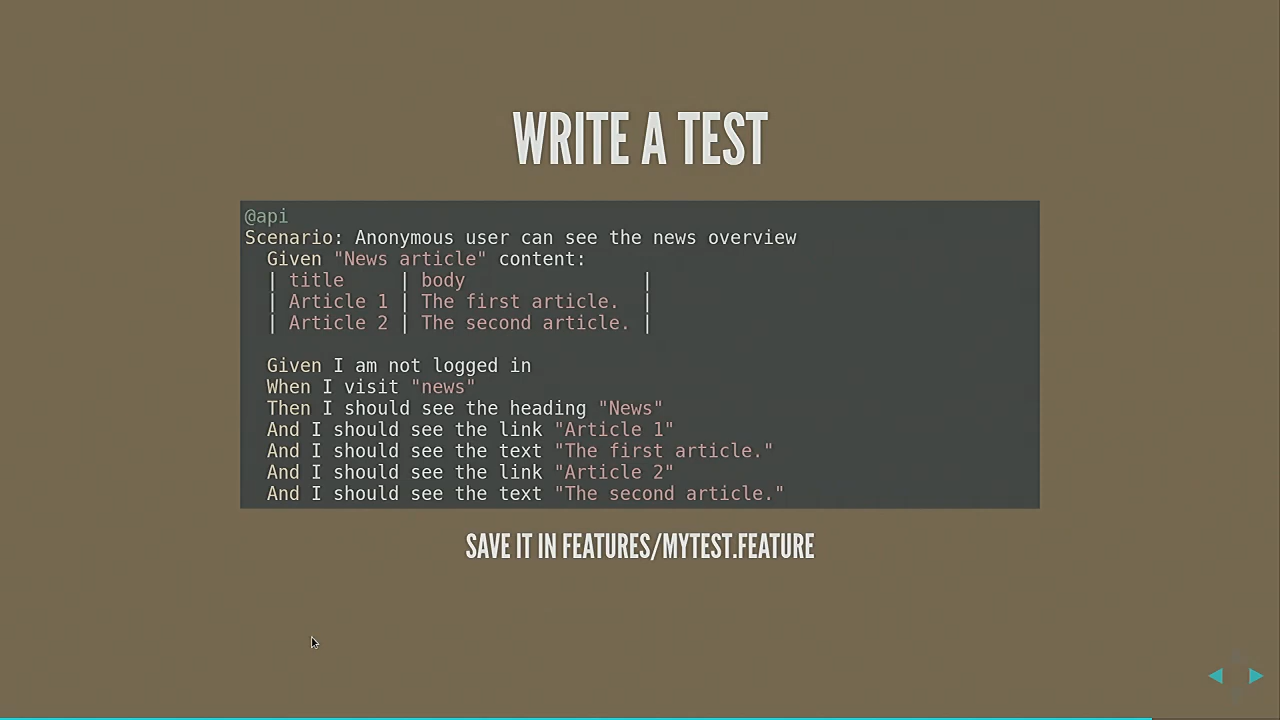 WRITE A TEST
@api
Scenario: Anonymous user can see the news overview
  Given "News article" content:
  | title     | body                |
  | Article 1 | The first article.  |
  | Article 2 | The second article. |

  Given I am not logged in
  When I visit "news"
  Then I should see the heading "News"
  And I should see the link "Article 1"
  And I should see the text "The first article."
  And I should see the link "Article 2"
  And I should see the text "The second article."
SAVE IT IN FEATURES/MYTEST.FEATURE